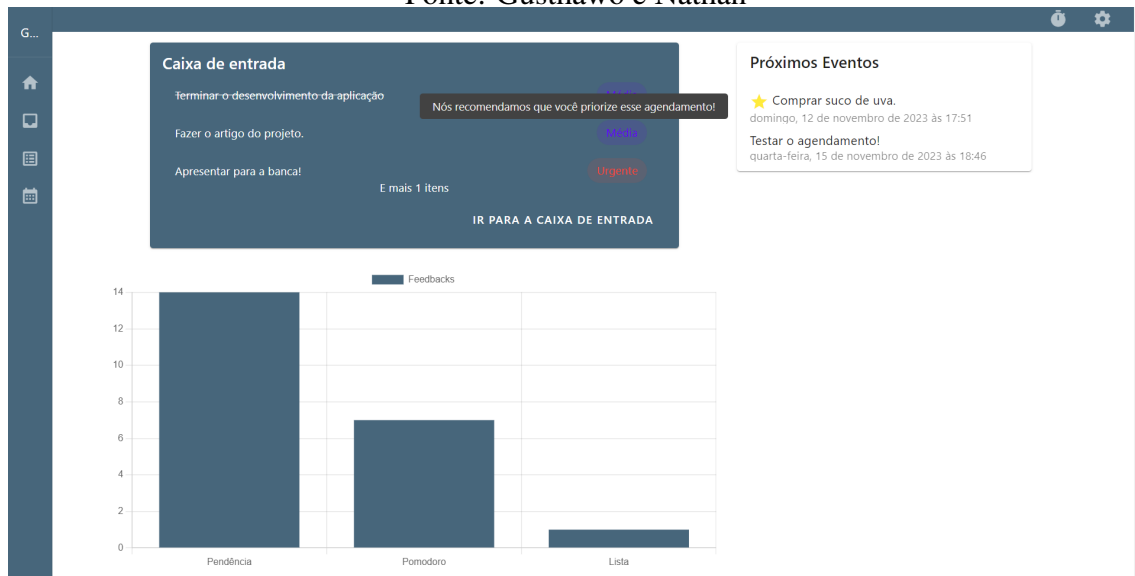 Fonte: Gusthawo e Nathan
G...
Caixa de entrada
Terminar o desenvolvimento da aplicação
Média
Nós recomendamos que você priorize esse agendamento!
Fazer o artigo do projeto.
Média
Apresentar para a banca!
Urgente
E mais 1 itens
IR PARA A CAIXA DE ENTRADA
Próximos Eventos
Comprar suco de uva.
domingo, 12 de novembro de 2023 às 17:51
Testar o agendamento!
quarta-feira, 15 de novembro de 2023 às 18:46
Feedbacks
14
12
10
8
6
4
2
0
Pendência Pomodoro Lista